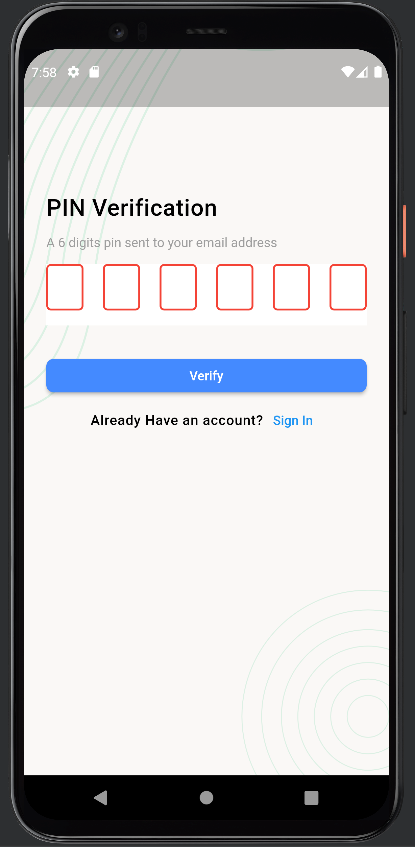 7:58
PIN Verification
A 6 digits pin sent to your email address
Verify
Already Have an account? Sign In